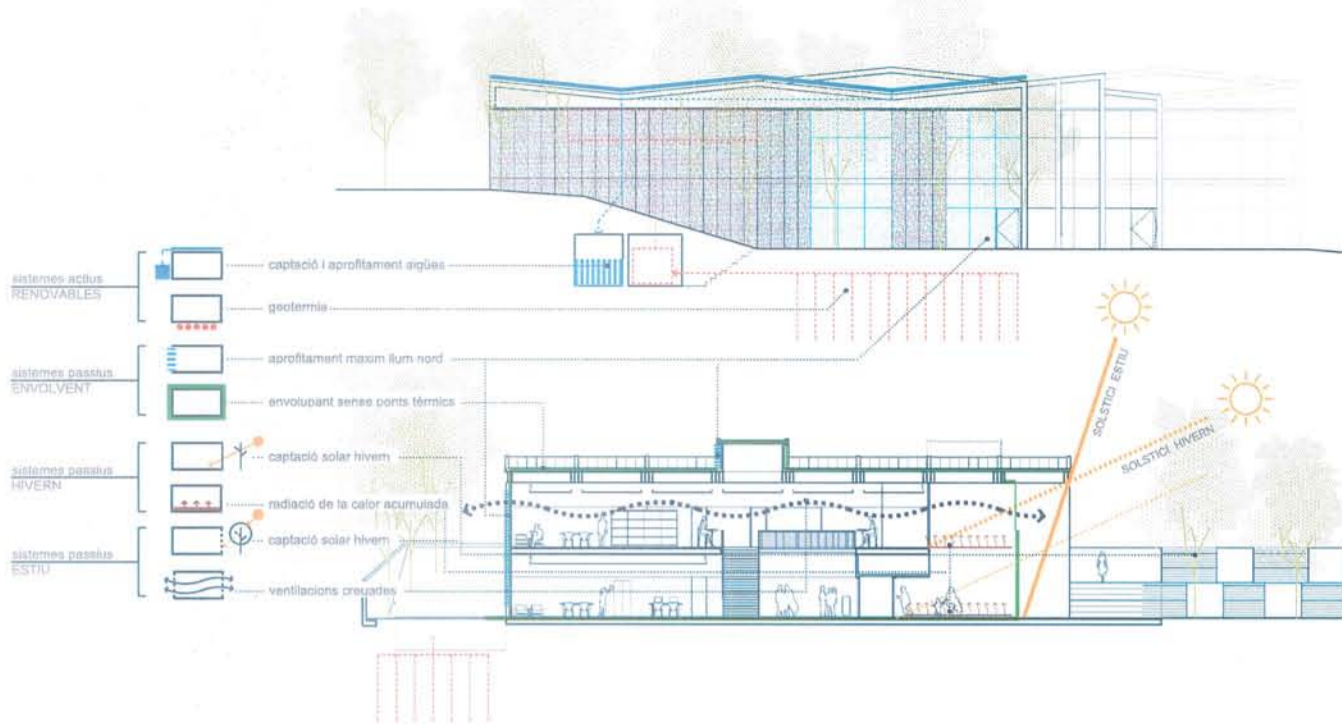 sistemes actius
RENOVABLES
captació i aprofitament aigües
geotermia
sistemes passius
ENVOLVENT
aprofitament maxim llum nord
envolupant sense ponts tèrmics
sistemes passius
HIVERN
captació solar hivern
radiació de la calor acumulada
sistemes passius
ESTIU
captació solar hivern
ventilacions creuades
SOLSTICI ESTIU
SOLSTICI HIVERN